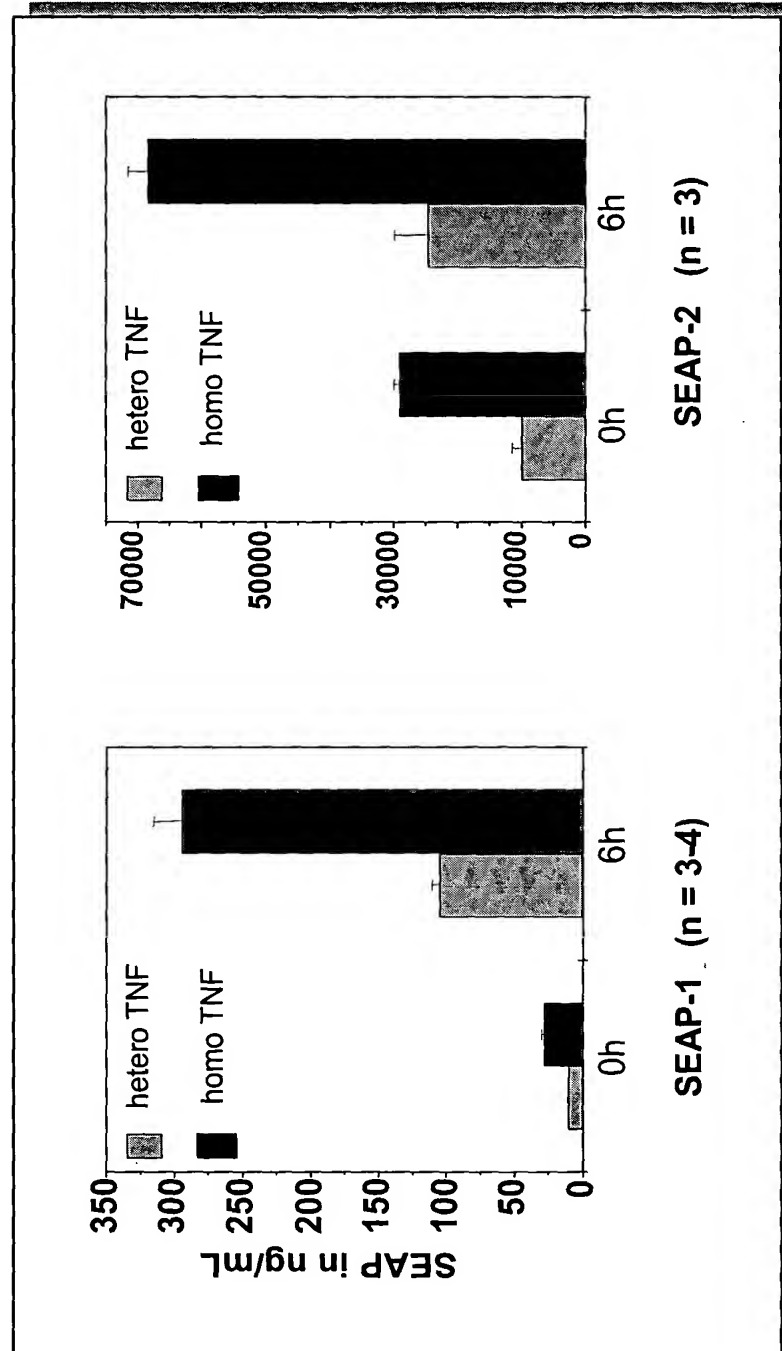 SEAP in ng/mL
350
300
250
200
150
100
50
0
hetero TNF
homo TNF
0h
6h
SEAP-1 (n = 3-4)
70000
50000
30000
10000
0
hetero TNF
homo TNF
0h
6h
SEAP-2 (n = 3)